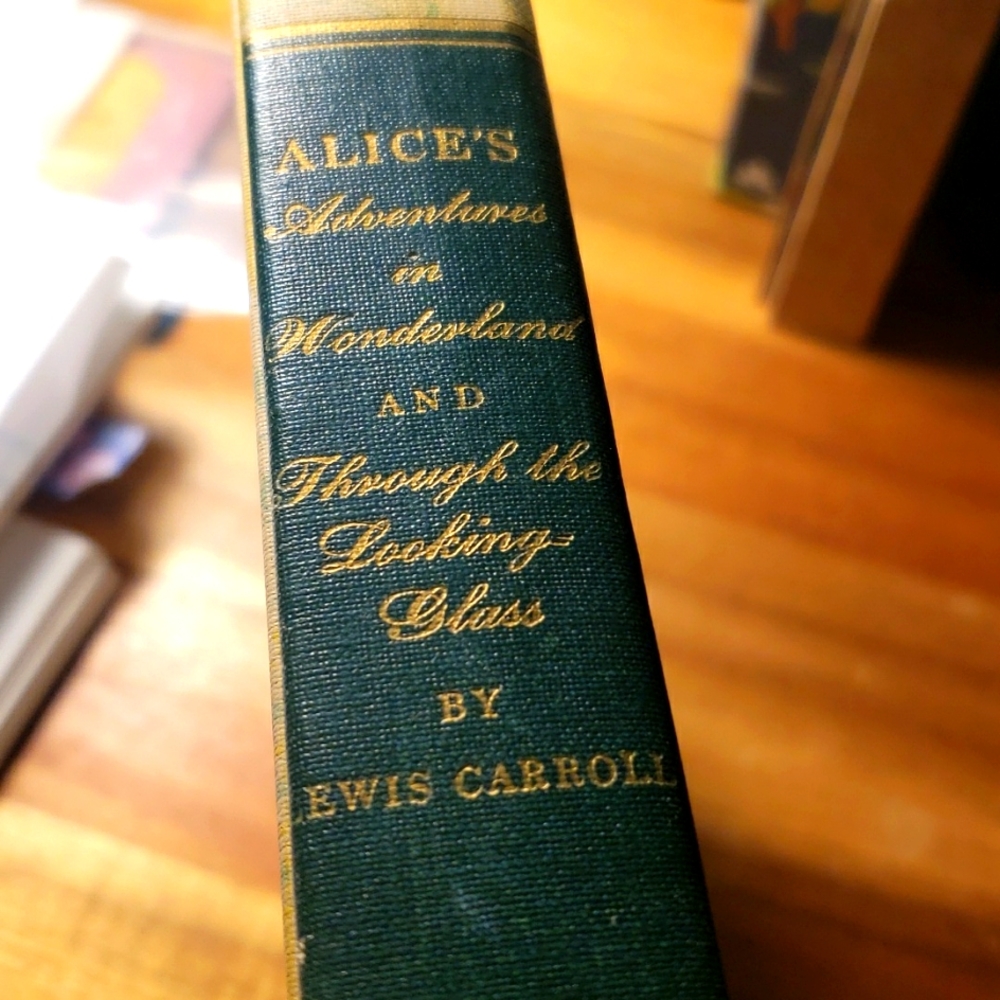 ALICE'S
Adventures
in
Wonderland
AND
Through the
Looking-
Glass
BY
LEWIS CARROLL